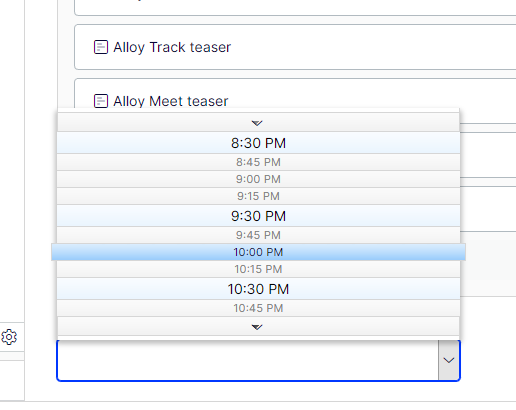 Alloy Track teaser
Alloy Meet teaser
8:30 PM
8:45 PM
9:00 PM
9:15 PM
9:30 PM
9:45 PM
10:00 PM
10:15 PM
10:30 PM
10:45 PM